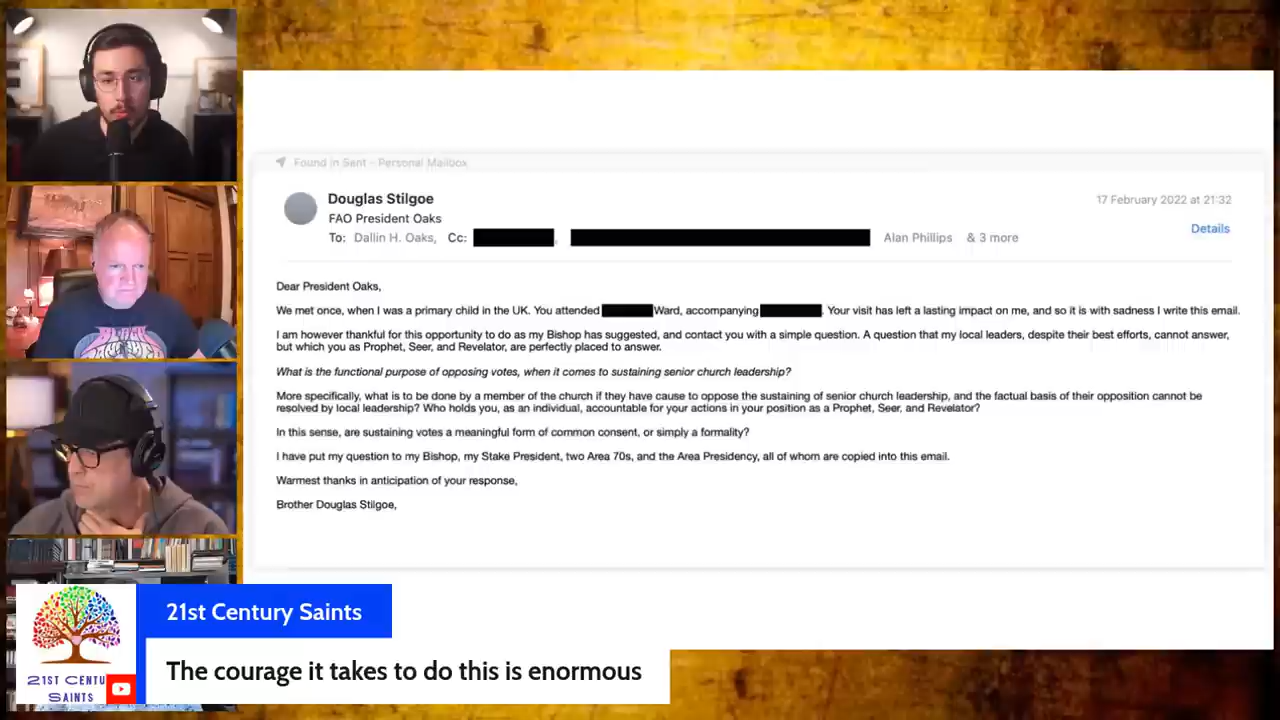 Found in Sent - Personal Mailbox
Douglas Stilgoe
17 February 2022 at 21:32
FAO President Oaks
To: Dallin H. Oaks, Cc: , Alan Phillips & 3 more
Details
Dear President Oaks,
We met once, when I was a primary child in the UK. You attended Ward, accompanying . Your visit has left a lasting impact on me, and so it is with sadness I write this email.
I am however thankful for this opportunity to do as my Bishop has suggested, and contact you with a simple question. A question that my local leaders, despite their best efforts, cannot answer,
but which you as Prophet, Seer, and Revelator, are perfectly placed to answer.
What is the functional purpose of opposing votes, when it comes to sustaining senior church leadership?
More specifically, what is to be done by a member of the church if they have cause to oppose the sustaining of senior church leadership, and the factual basis of their opposition cannot be
resolved by local leadership? Who holds you, as an individual, accountable for your actions in your position as a Prophet, Seer, and Revelator?
In this sense, are sustaining votes a meaningful form of common consent, or simply a formality?
I have put my question to my Bishop, my Stake President, two Area 70s, and the Area Presidency, all of whom are copied into this email.
Warmest thanks in anticipation of your response,
Brother Douglas Stilgoe,
21st Century Saints
The courage it takes to do this is enormous
21ST CENTU
SAINTS